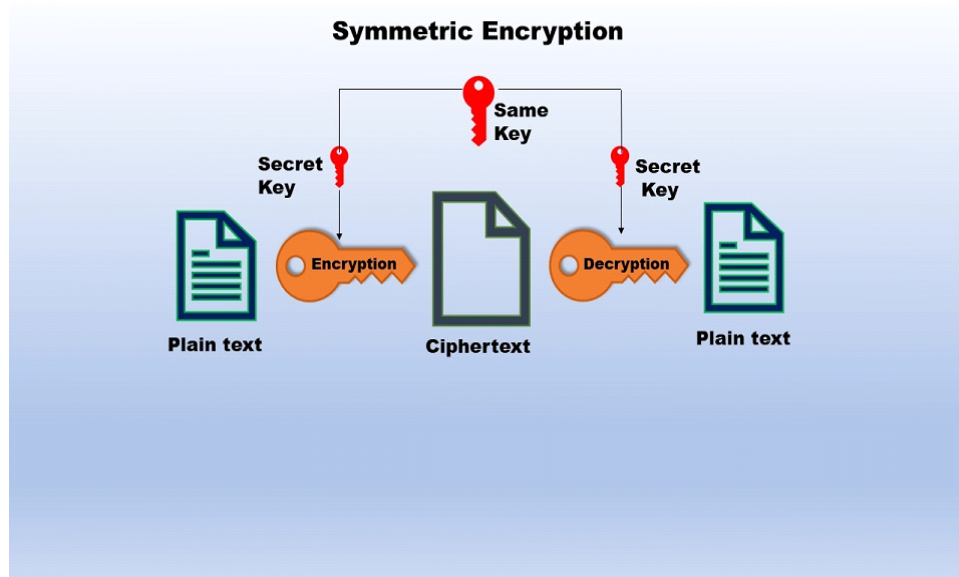 Symmetric Encryption
Same
Key
Secret
Key
Secret
Key
Encryption
Decryption
Plain text
Ciphertext
Plain text